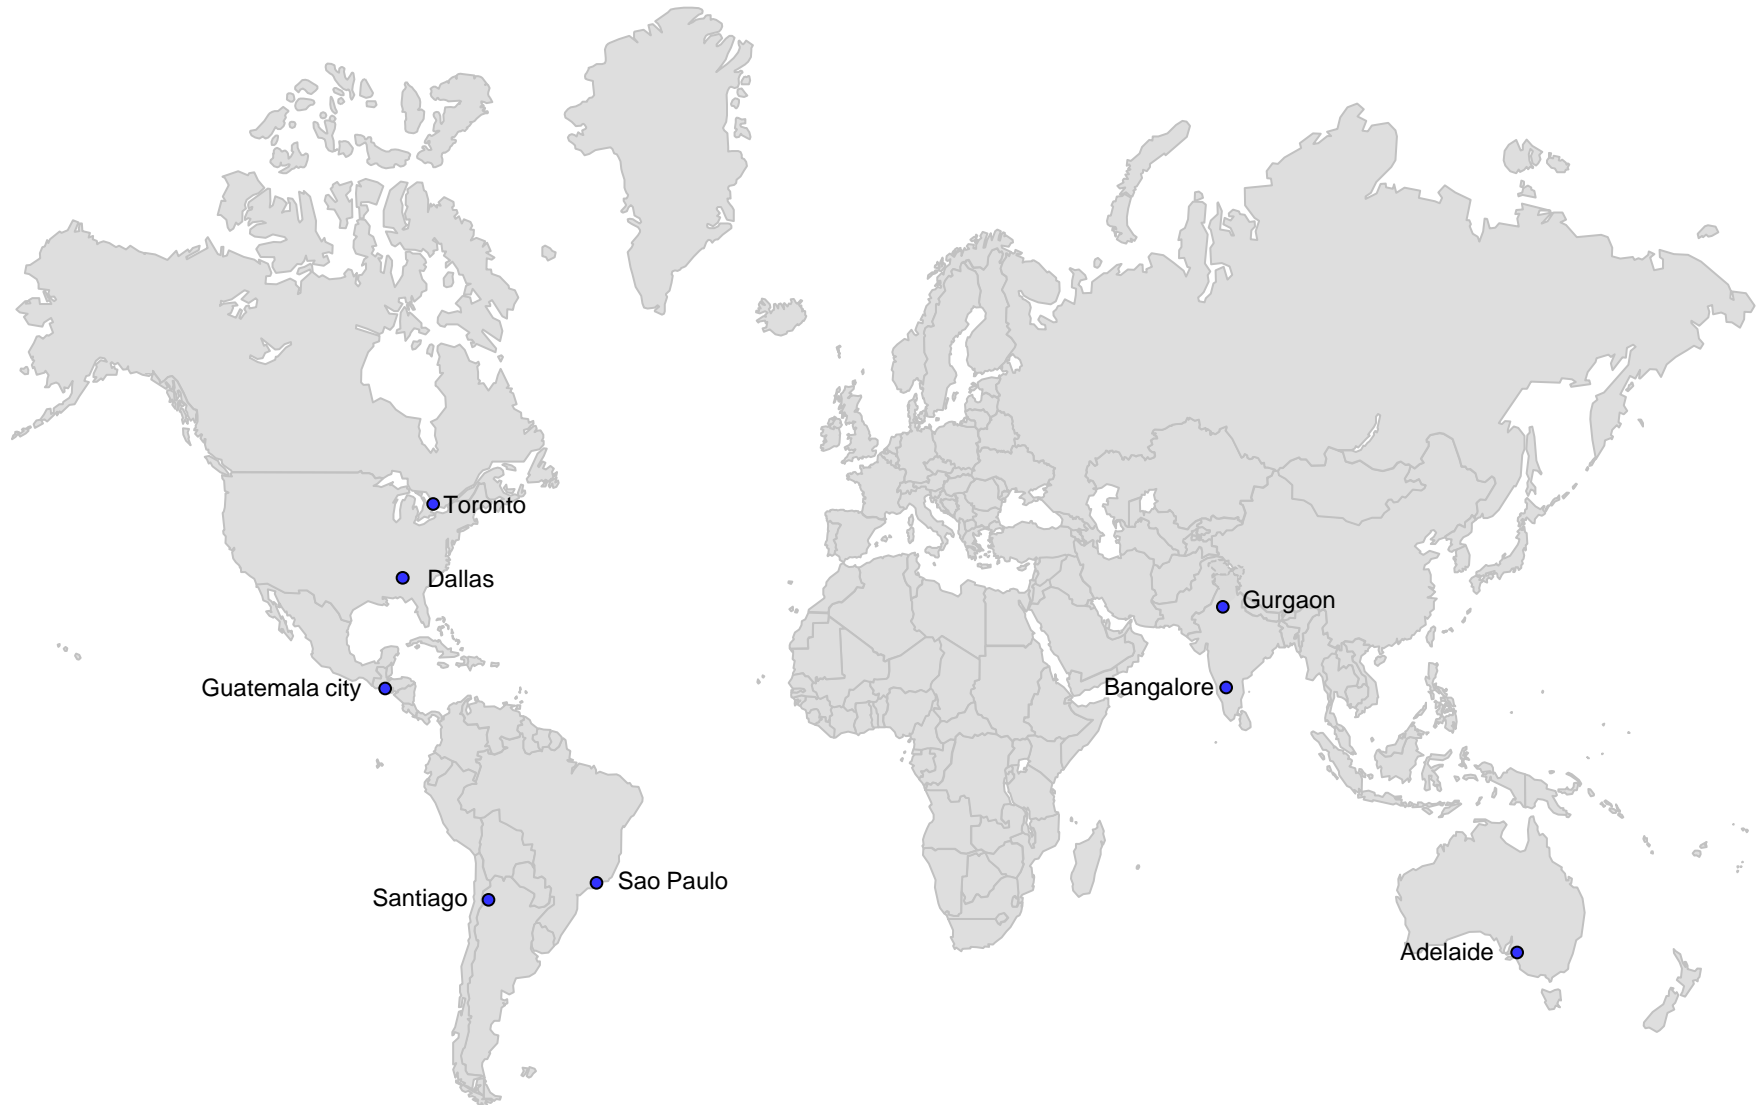 Toronto
Dallas
Gurgaon
Guatemala city
Bangalore
Sao Paulo
Santiago
Adelaide